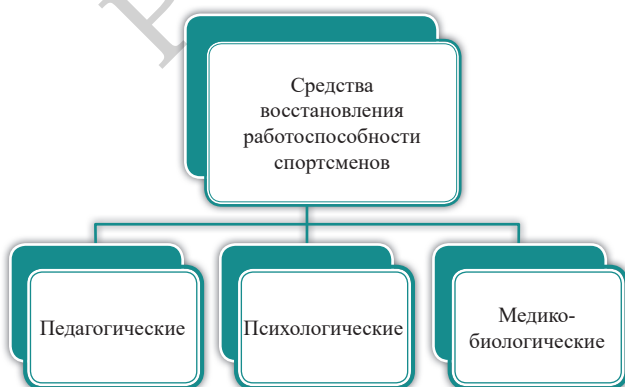 Средства
восстановления
работоспособности
спортсменов
Педагогические
Психологические
Медико-
биологические